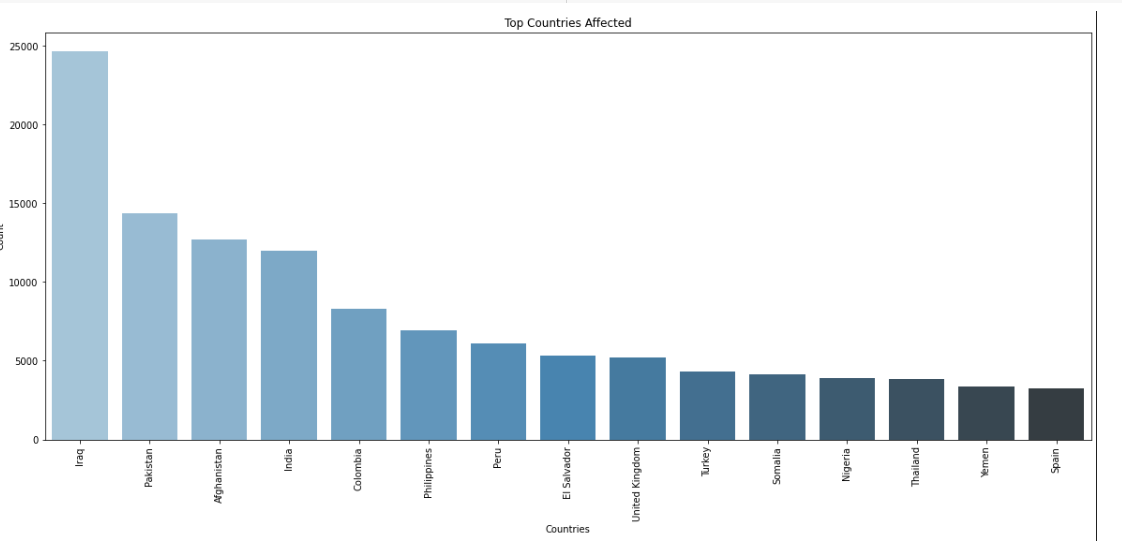 Top Countries Affected
25000
20000
15000
10000
5000
0
Iraq
Pakistan
Afghanistan
India
Colombia
Philippines
Peru
El Salvador
United Kingdom
Turkey
Somalia
Nigeria
Thailand
Yemen
Spain
Countries